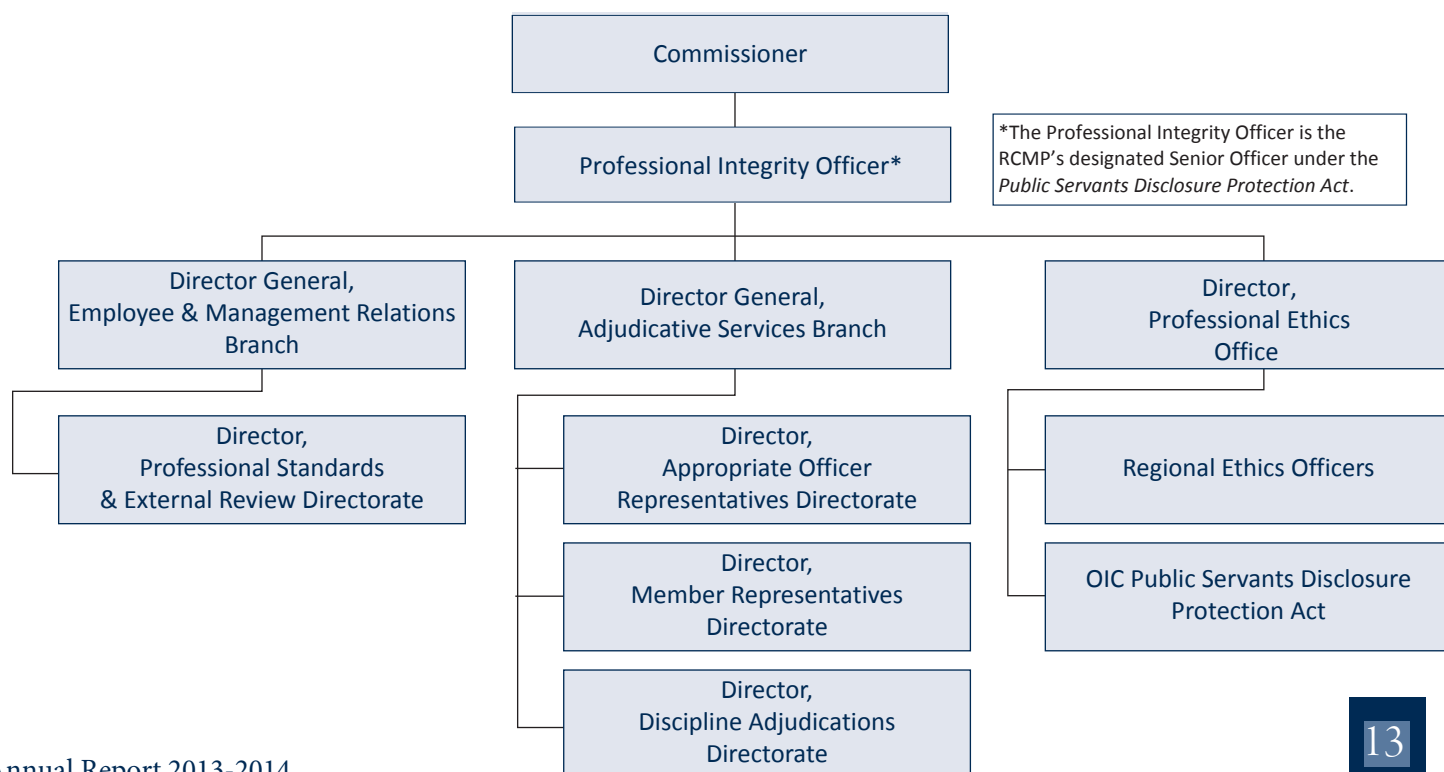 Commissioner
Professional Integrity Officer*
*The Professional Integrity Officer is the
RCMP's designated Senior Officer under the
Public Servants Disclosure Protection Act.
Director General,
Employee & Management Relations
Branch
Director General,
Adjudicative Services Branch
Director,
Professional Ethics
Office
Director,
Professional Standards
& External Review Directorate
Director,
Appropriate Officer
Representatives Directorate
Regional Ethics Officers
Director,
Member Representatives
Directorate
OIC Public Servants Disclosure
Protection Act
Director,
Discipline Adjudications
Directorate
13
Annual Report 2013-2014